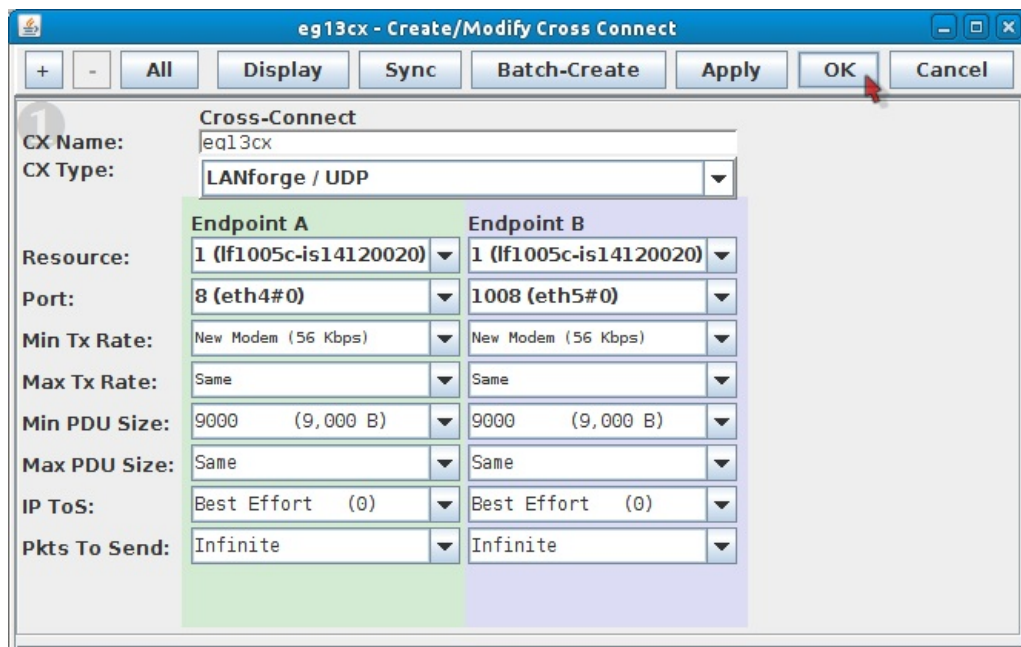 eg13cx - Create/Modify Cross Connect
+ - All Display Sync Batch-Create Apply OK Cancel
1
Cross-Connect
CX Name: eg13cx
CX Type: LANforge / UDP
Endpoint A Endpoint B
Resource: 1 (lf1005c-is14120020) 1 (lf1005c-is14120020)
Port: 8 (eth4#0) 1008 (eth5#0)
Min Tx Rate: New Modem (56 Kbps) New Modem (56 Kbps)
Max Tx Rate: Same Same
Min PDU Size: 9000 (9,000 B) 9000 (9,000 B)
Max PDU Size: Same Same
IP ToS: Best Effort (0) Best Effort (0)
Pkts To Send: Infinite Infinite